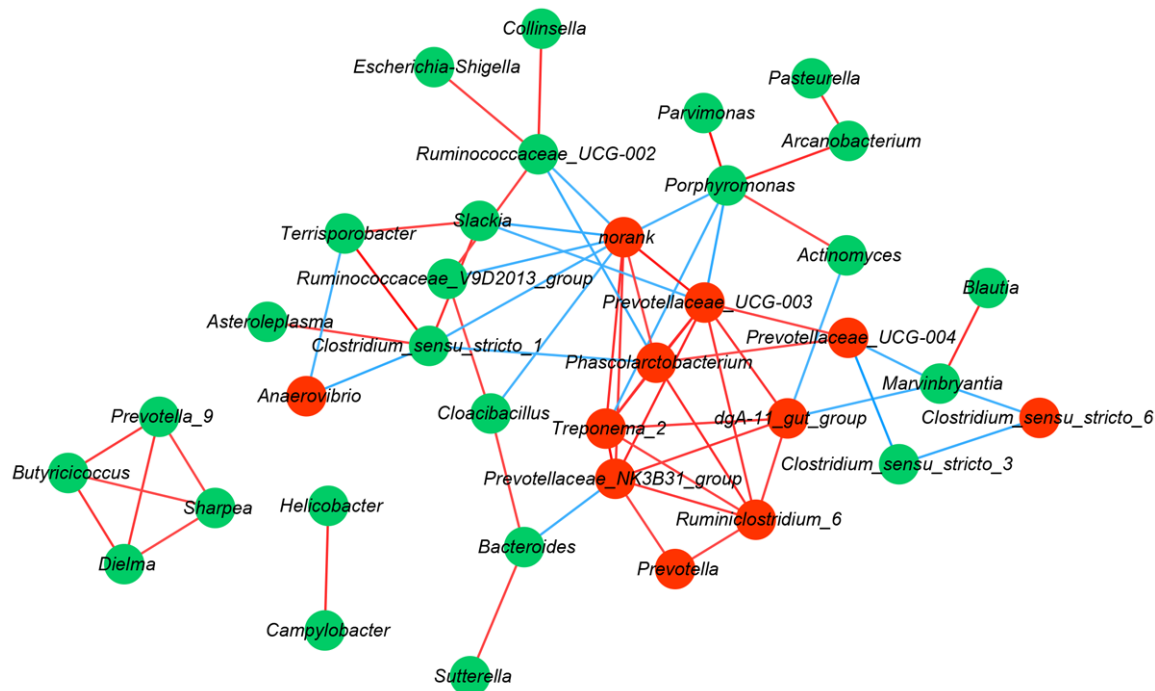 Collinsella
Escherichia-Shigella
Pasteurella
Parvimonas
Arcanobacterium
Ruminococcaceae_UCG-002
Porphyromonas
Slackia
Terrisporobacter
norank
Actinomyces
Ruminococcaceae_V9D2013_group
Blautia
Prevotellaceae_UCG-003
Asteroleplasma
Prevotellaceae_UCG-004
Clostridium_sensu_stricto_1
Phascolarctobacterium
Marvinbryantia
Anaerovibrio
Prevotella_9
Cloacibacillus
dgA-11_gut_group
Clostridium_sensu_stricto_6
Treponema_2
Clostridium_sensu_stricto_3
Butyricicoccus
Prevotellaceae_NK3B31_group
Helicobacter
Sharpea
Ruminiclostridium_6
Bacteroides
Dielma
Prevotella
Campylobacter
Sutterella